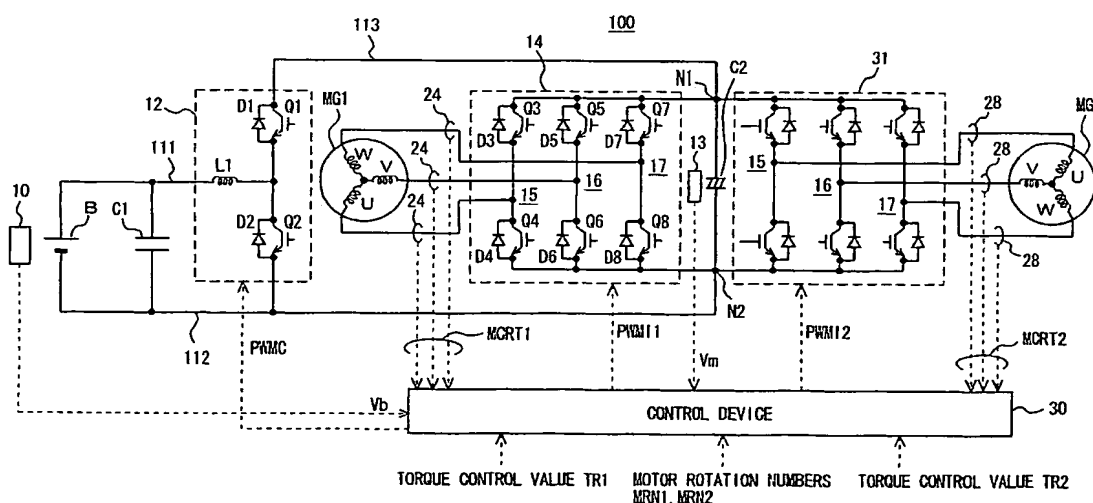 100
113
14
N1
C2
31
12
D1
Q1
MG1
24
Q3
Q5
Q7
D3
D5
D7
13
28
MG
W
V
U
24
15
16
17
15
16
17
28
U
V
W
111
L1
10
B
C1
D2
Q2
24
Q4
Q6
Q8
D4
D6
D8
28
N2
112
PWMC
MCRT1
PWMI1
Vm
PWMI2
MCRT2
Vb
CONTROL DEVICE
30
TORQUE CONTROL VALUE TR1
MOTOR ROTATION NUMBERS
MRN1, MRN2
TORQUE CONTROL VALUE TR2